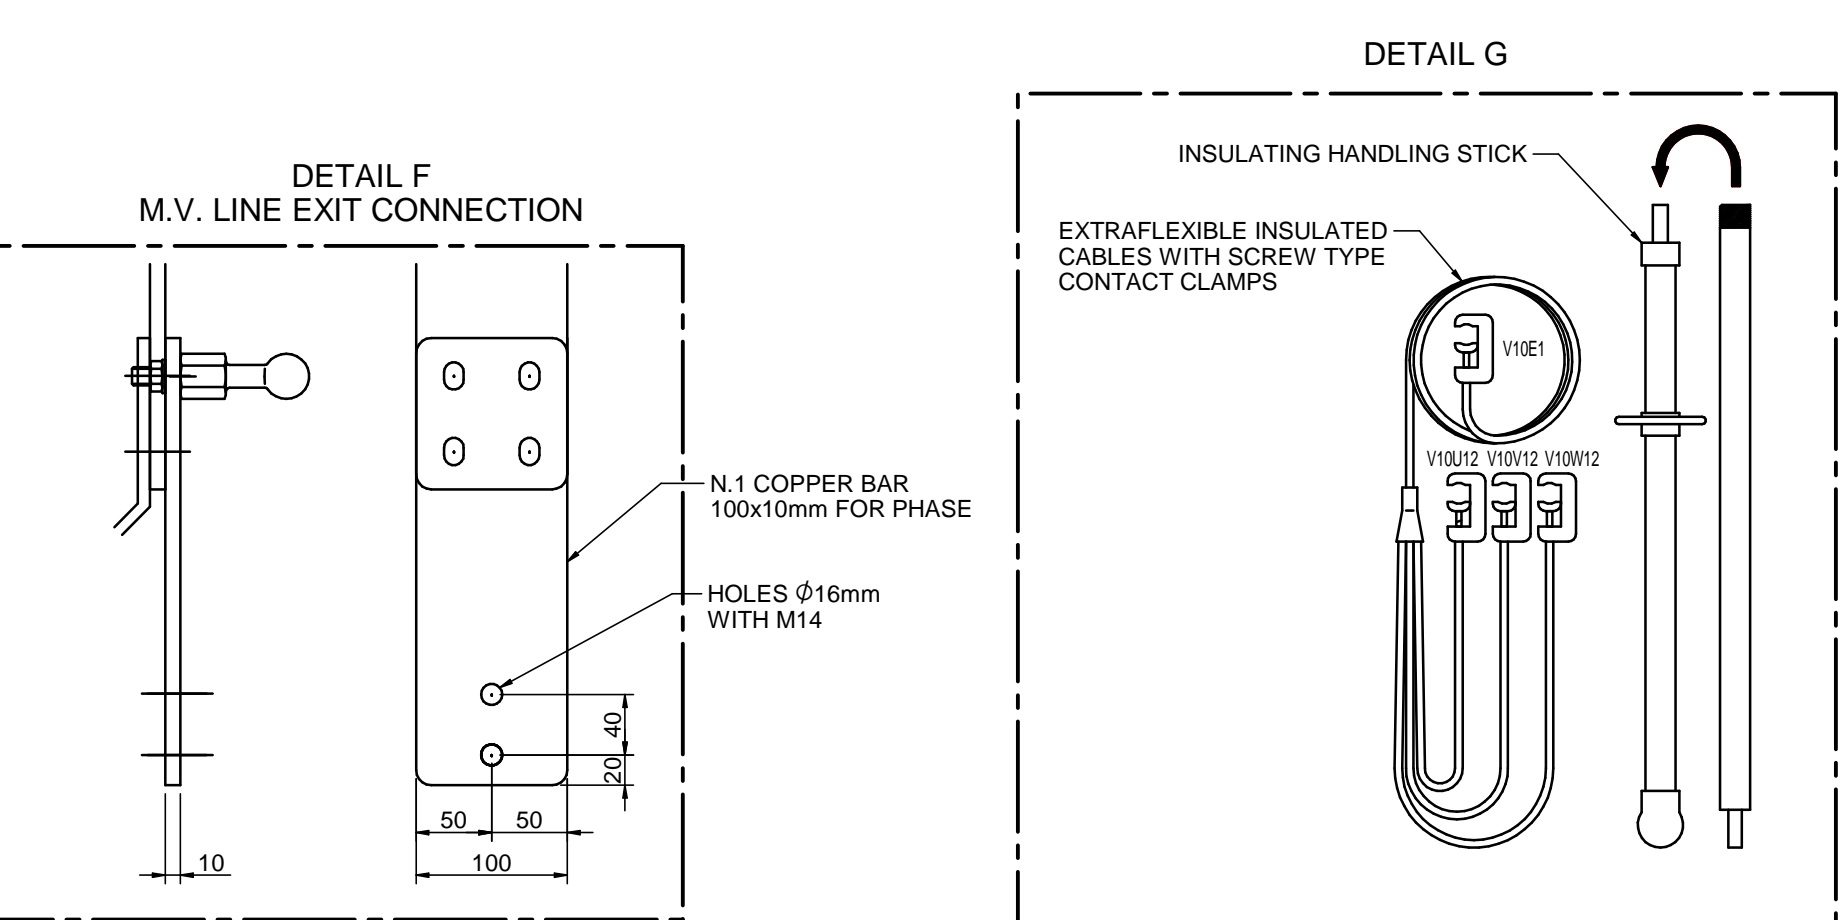 DETAIL F
M.V. LINE EXIT CONNECTION
N.1 COPPER BAR
100x10mm FOR PHASE
HOLES ϕ16mm
WITH M14
40
20
50
50
10
100
DETAIL G
INSULATING HANDLING STICK
EXTRAFLEXIBLE INSULATED
CABLES WITH SCREW TYPE
CONTACT CLAMPS
V10E1
V10U12 V10V12 V10W12